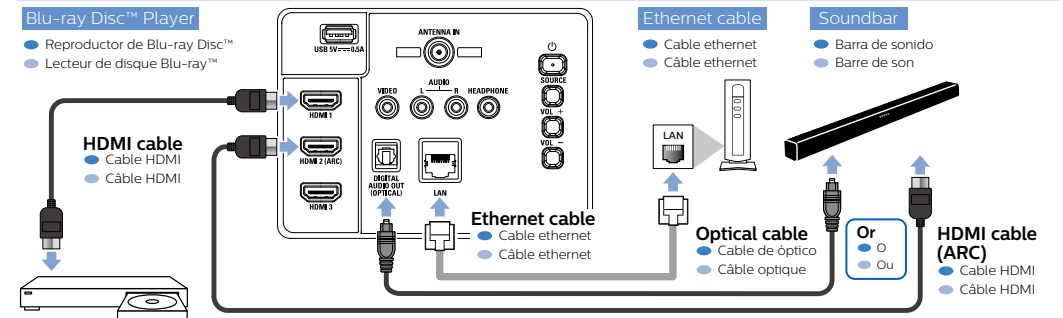 Blu-ray Disc™ Player
Reproductor de Blu-ray Disc™
Lecteur de disque Blu-ray™
HDMI cable
Cable HDMI
Câble HDMI
USB 5V⎓0.5A
ANTENNA IN
SOURCE
VOL +
VOL −
VIDEO
AUDIO
L R
HEADPHONE
HDMI 1
HDMI 2 (ARC)
HDMI 3
DIGITAL
AUDIO OUT
(OPTICAL)
LAN
Ethernet cable
Cable ethernet
Câble ethernet
Ethernet cable
Cable ethernet
Câble ethernet
LAN
Optical cable
Cable de óptico
Câble optique
Soundbar
Barra de sonido
Barre de son
Or
O
Ou
HDMI cable
(ARC)
Cable HDMI
Câble HDMI